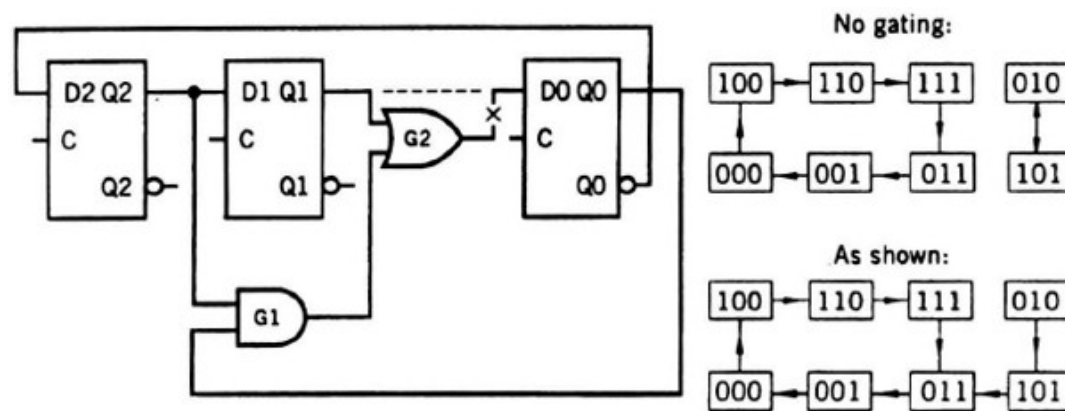 No gating:
100 110 111 010
000 001 011 101
As shown:
100 110 111 010
000 001 011 101
D2 Q2 D1 Q1 D0 Q0
G2
C C C
Q2 Q1 Q0
G1